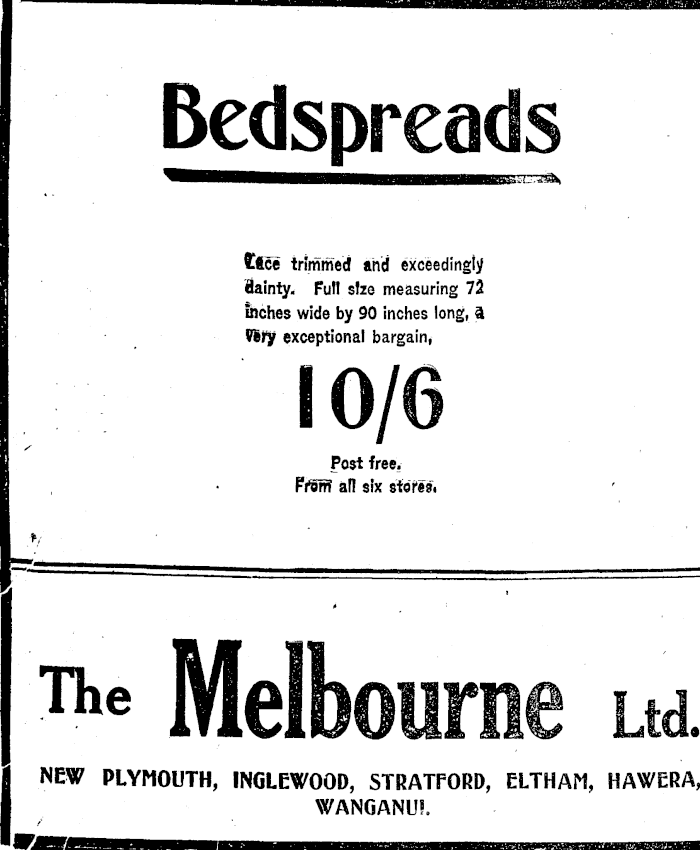 Bedspreads
Lace trimmed and exceedingly
dainty. Full size measuring 72
inches wide by 90 inches long, a
very exceptional bargain,
10/6
Post free.
From all six stores.
The Melbourne Ltd.
NEW PLYMOUTH, INGLEWOOD, STRATFORD, ELTHAM, HAWERA,
WANGANUI.